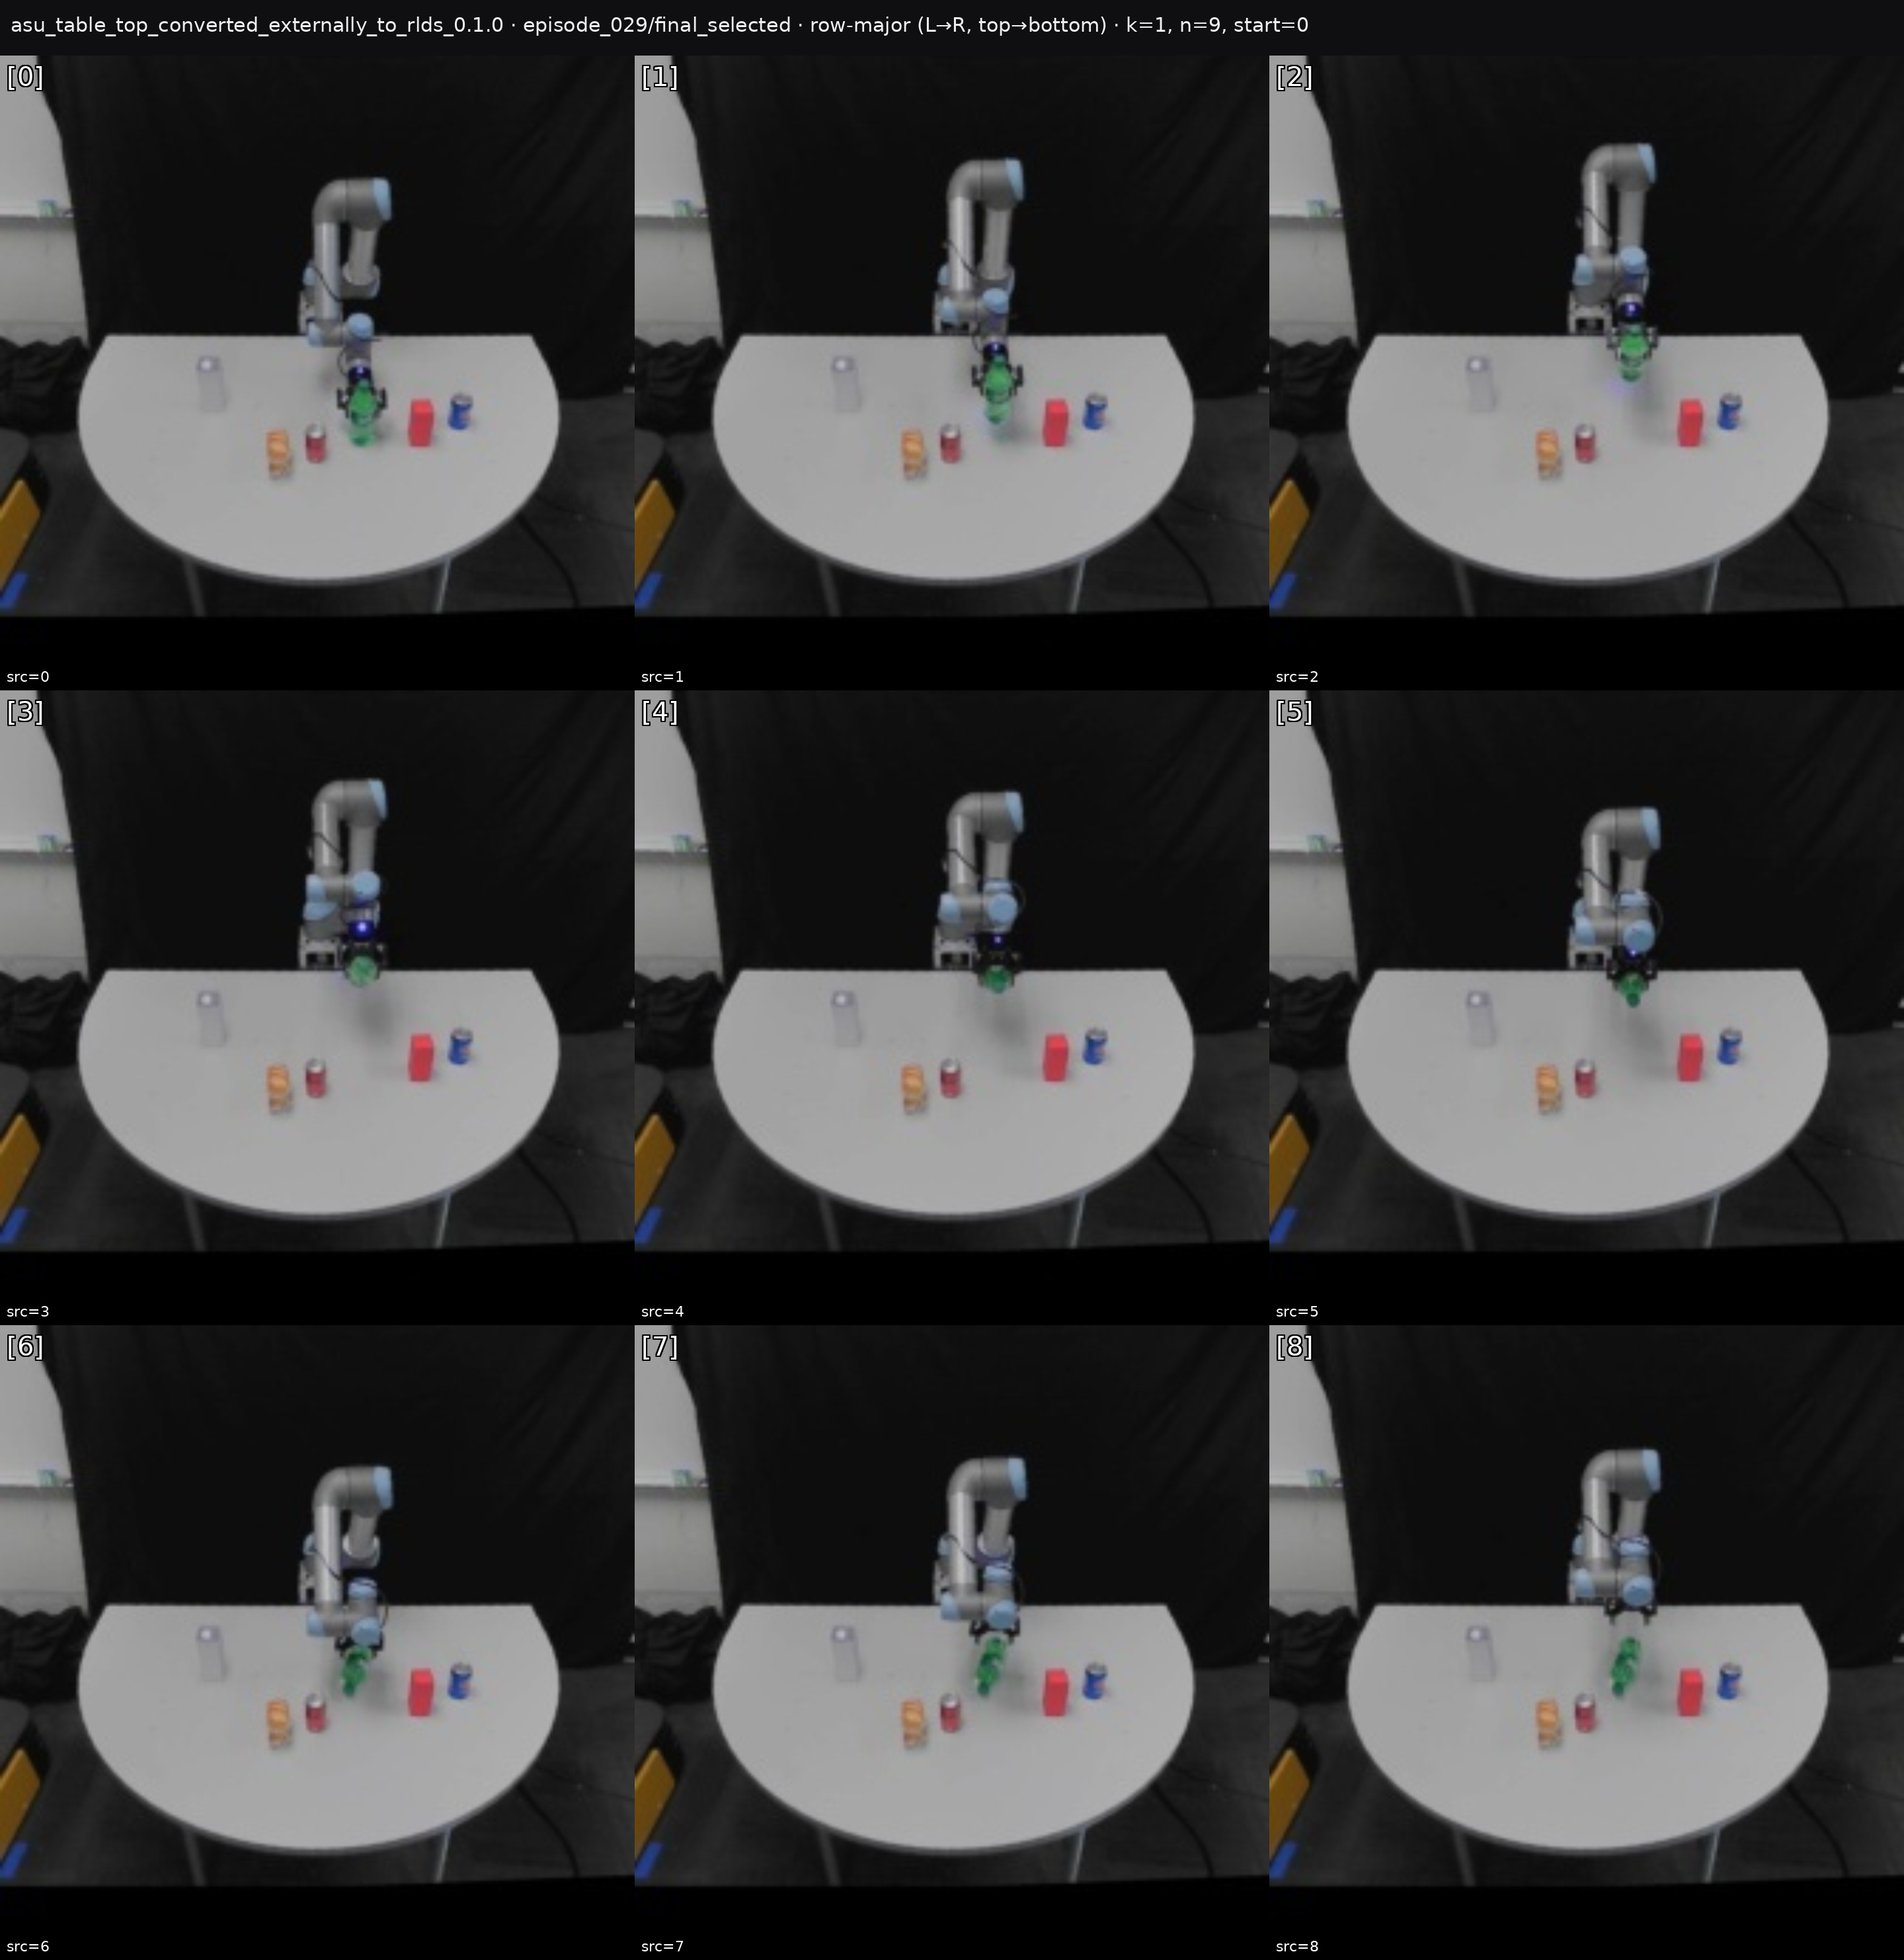 asu_table_top_converted_externally_to_rlds_0.1.0 · episode_029/final_selected · row-major (L→R, top→bottom) · k=1, n=9, start=0
[0]
[1]
[2]
src=0
src=1
src=2
[3]
[4]
[5]
src=3
src=4
src=5
[6]
[7]
[8]
src=6
src=7
src=8